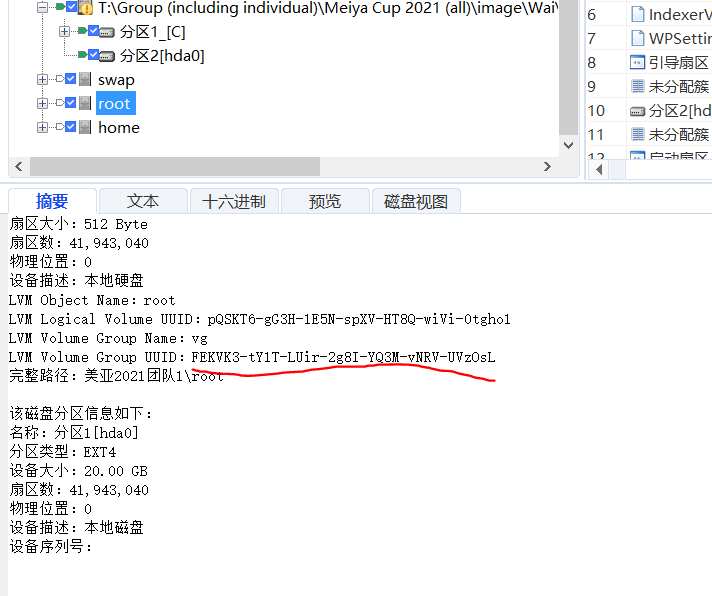 T:\Group (including individual)\Meiya Cup 2021 (all)\image\Wai\
分区1_[C]
分区2[hda0]
swap
root
home
6 IndexerV
7 WPSettin
8 引导扇区
9 未分配簇
10 分区2[hd
11 未分配簇
12 启动扇区
摘要 文本 十六进制 预览 磁盘视图
扇区大小：512 Byte
扇区数：41,943,040
物理位置：0
设备描述：本地硬盘
LVM Object Name：root
LVM Logical Volume UUID：pQSKT6-gG3H-1E5N-spXV-HT8Q-wiVi-0tgho1
LVM Volume Group Name：vg
LVM Volume Group UUID：FEKVK3-tY1T-LUir-2g8I-YQ3M-vNRV-UVzOsL
完整路径：美亚2021团队1\root
该磁盘分区信息如下：
名称：分区1[hda0]
分区类型：EXT4
设备大小：20.00 GB
扇区数：41,943,040
物理位置：0
设备描述：本地磁盘
设备序列号：